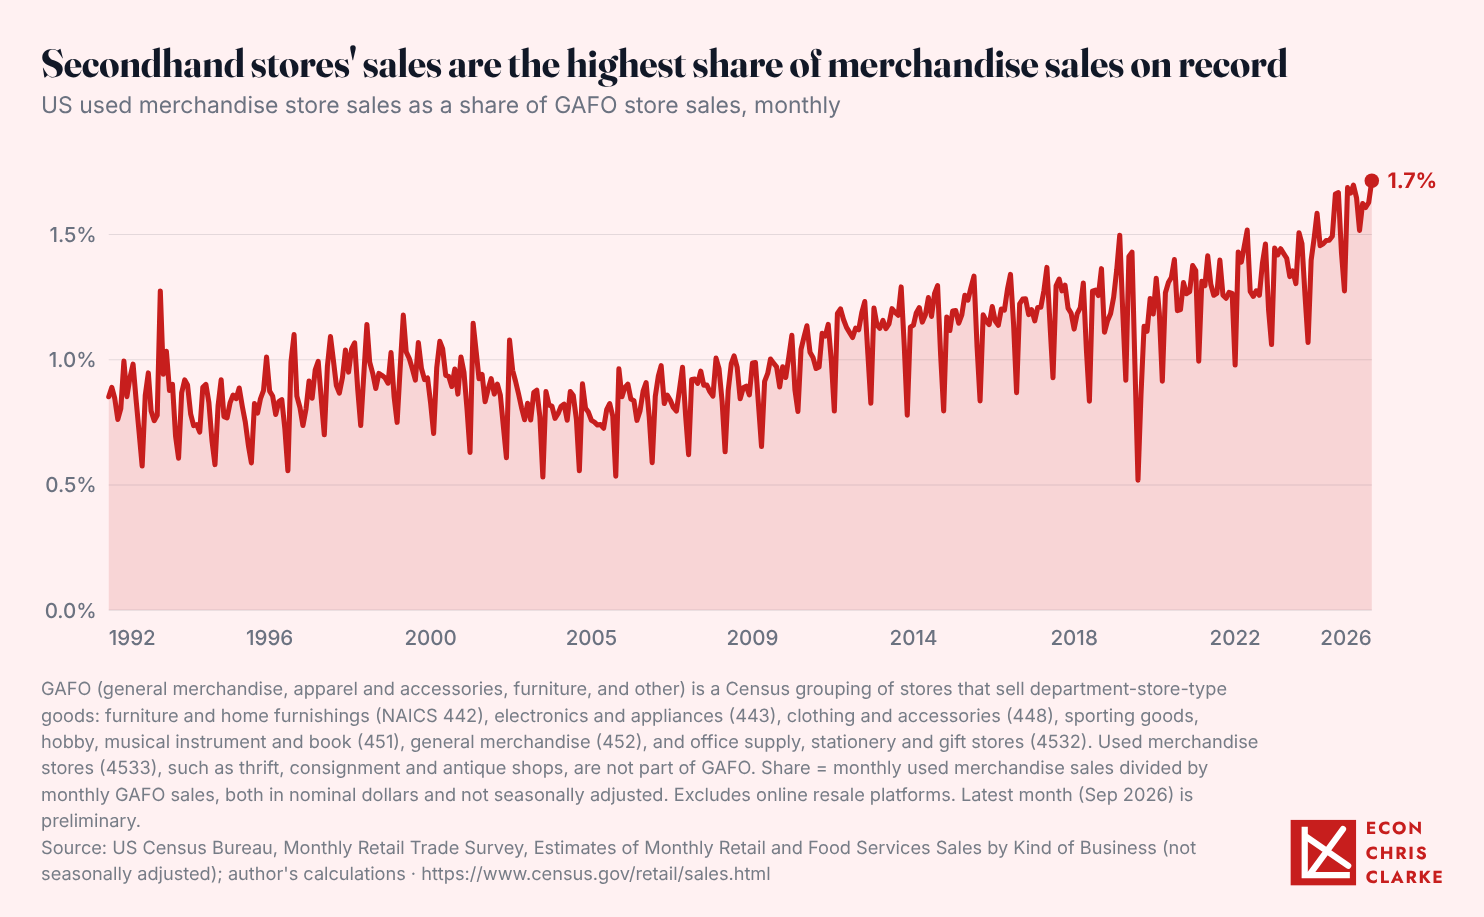 Secondhand stores' sales are the highest share of merchandise sales on record
US used merchandise store sales as a share of GAFO store sales, monthly
1.7%
1.5%
1.0%
0.5%
0.0%
1992 1996 2000 2005 2009 2014 2018 2022 2026
GAFO (general merchandise, apparel and accessories, furniture, and other) is a Census grouping of stores that sell department-store-type
goods: furniture and home furnishings (NAICS 442), electronics and appliances (443), clothing and accessories (448), sporting goods,
hobby, musical instrument and book (451), general merchandise (452), and office supply, stationery and gift stores (4532). Used merchandise
stores (4533), such as thrift, consignment and antique shops, are not part of GAFO. Share = monthly used merchandise sales divided by
monthly GAFO sales, both in nominal dollars and not seasonally adjusted. Excludes online resale platforms. Latest month (Sep 2026) is
preliminary.
Source: US Census Bureau, Monthly Retail Trade Survey, Estimates of Monthly Retail and Food Services Sales by Kind of Business (not
seasonally adjusted); author's calculations · https://www.census.gov/retail/sales.html
ECON
CHRIS
CLARKE